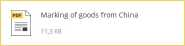 PDF
Marking of goods from China
11,3 KB